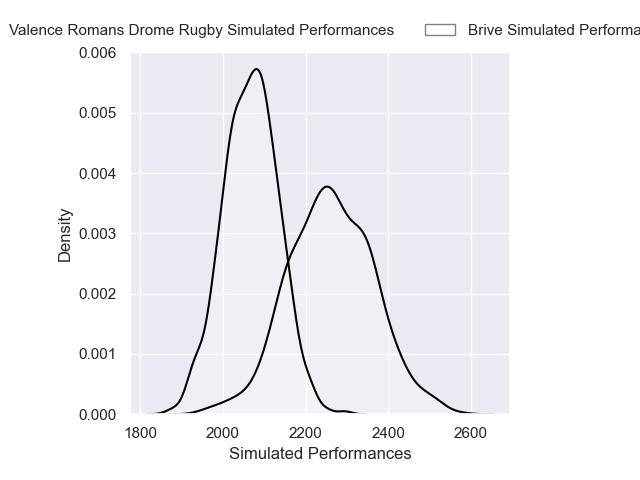 Valence Romans Drome Rugby Simulated Performances
Brive Simulated
0.006
0.005
0.004
0.003
0.002
0.001
0.000
Density
1800 2000 2200 2400 2600
Simulated Performances